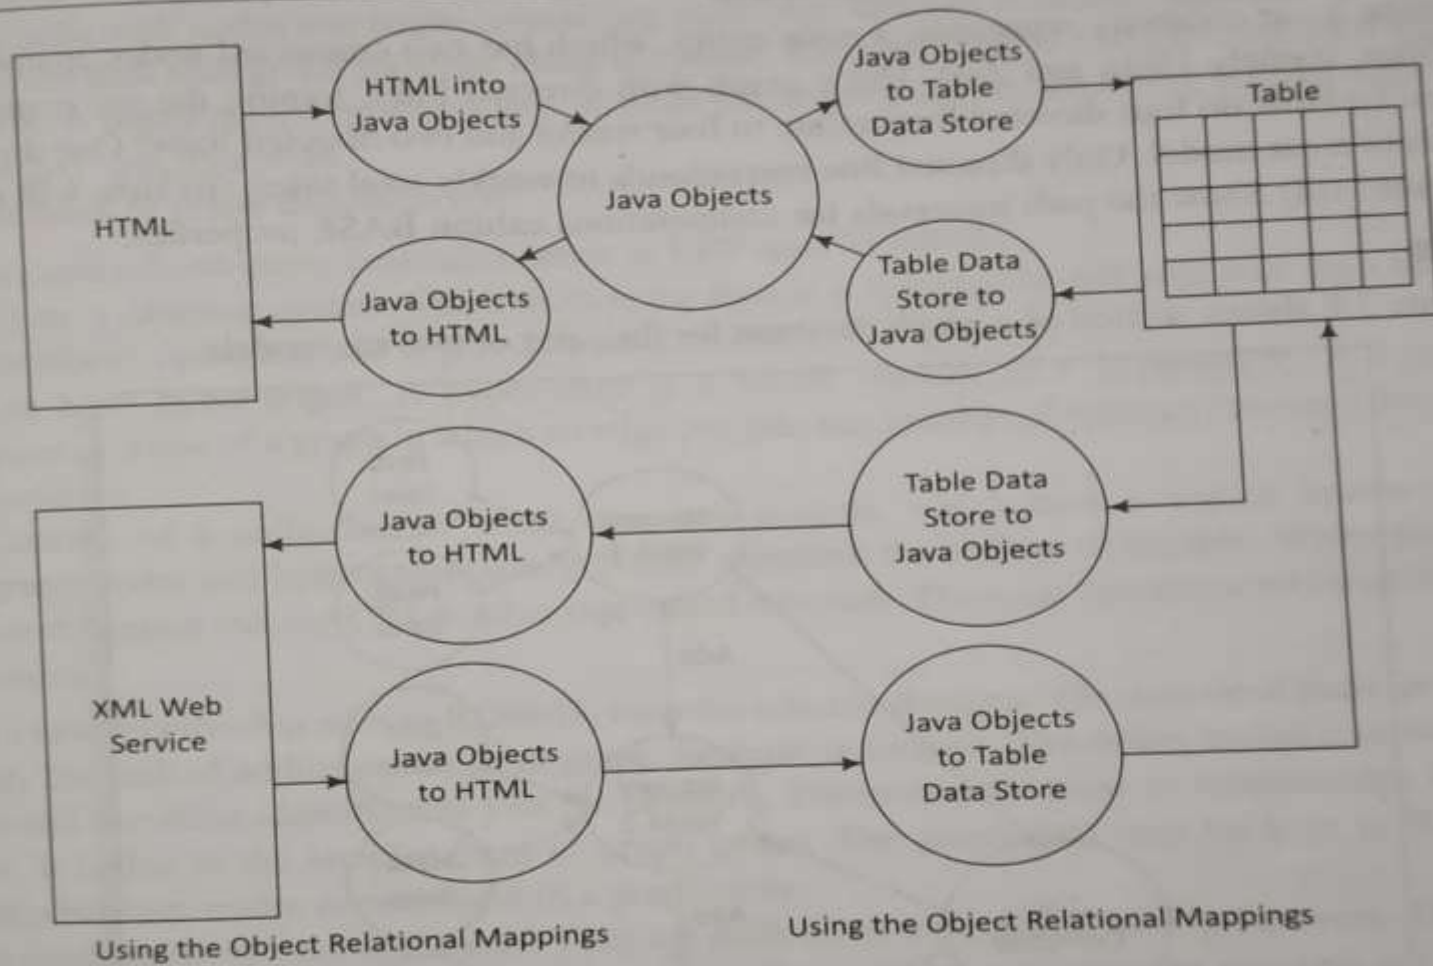 HTML
HTML into
Java Objects
Java Objects
to HTML
Java Objects
Java Objects
to Table
Data Store
Table Data
Store to
Java Objects
Table
Java Objects
to HTML
Table Data
Store to
Java Objects
XML Web
Service
Java Objects
to HTML
Java Objects
to Table
Data Store
Using the Object Relational Mappings
Using the Object Relational Mappings